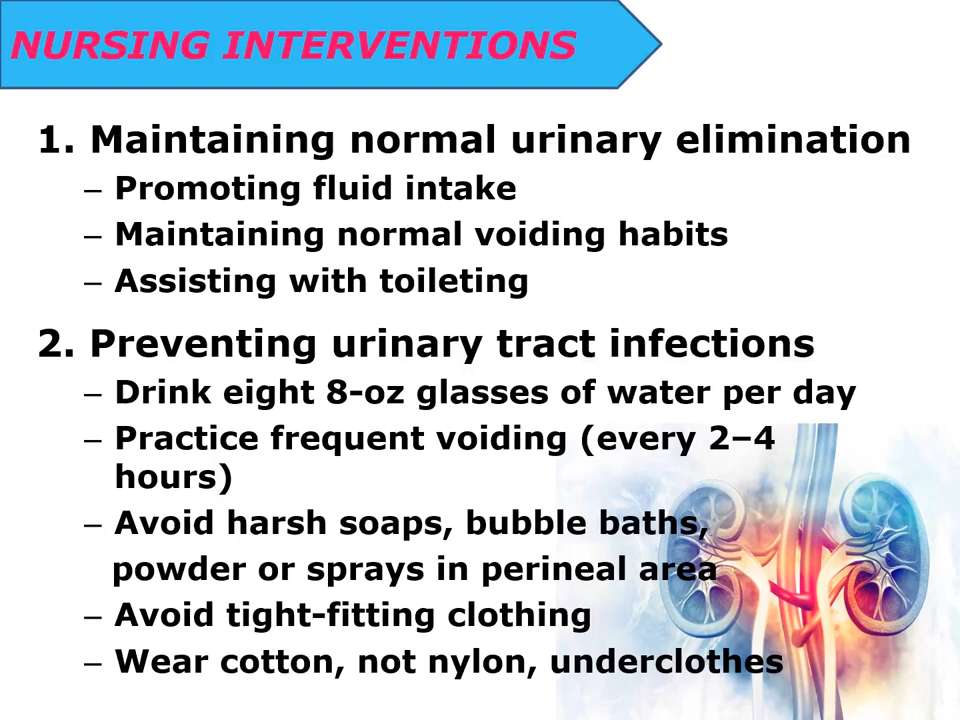 NURSING INTERVENTIONS
1. Maintaining normal urinary elimination
– Promoting fluid intake
– Maintaining normal voiding habits
– Assisting with toileting
2. Preventing urinary tract infections
– Drink eight 8-oz glasses of water per day
– Practice frequent voiding (every 2–4
hours)
– Avoid harsh soaps, bubble baths,
powder or sprays in perineal area
– Avoid tight-fitting clothing
– Wear cotton, not nylon, underclothes